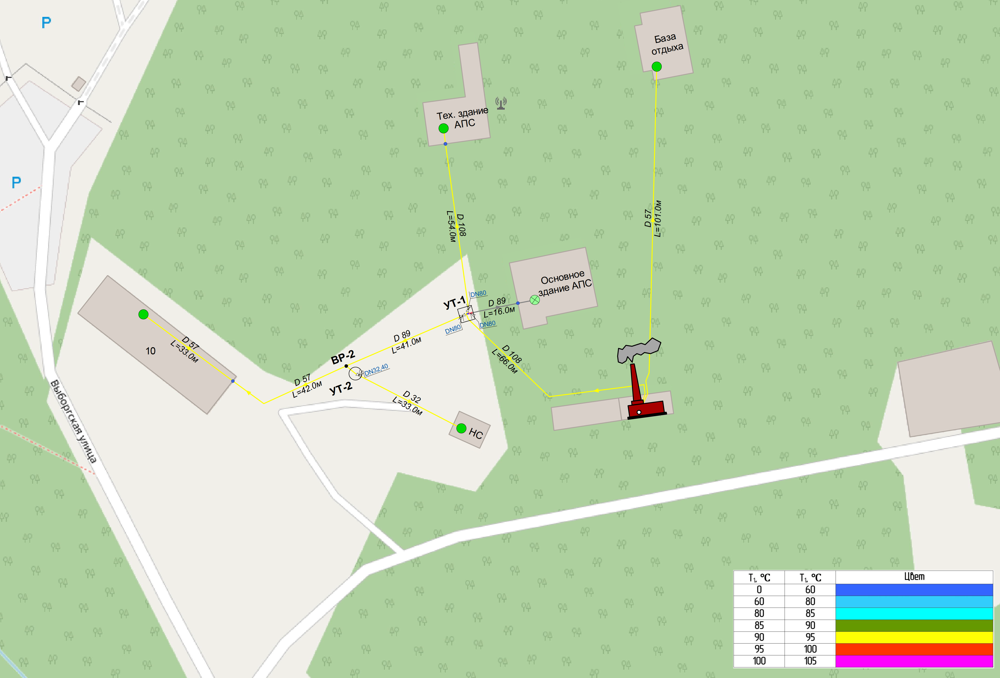 P
База
отдыха
Тех. здание
АПС
P
D 108
L=54.0м
D 57
L=101.0м
Основное
здание АПС
УТ-1
DN80
D 89
L=16.0м
DN80
DN80
D 89
L=41.0м
D 57
L=33.0м
10
ВР-2
D 108
L=66.0м
DN32,40
D 57
L=42.0м
УТ-2
D 32
L=33.0м
НС
Выборгская улица
T1, °C T1, °C Цвет
0 60
60 80
80 85
85 90
90 95
95 100
100 105